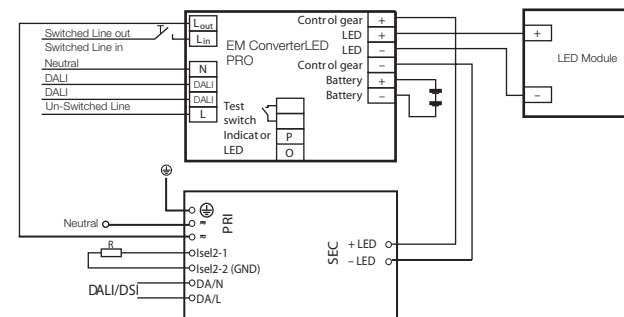 Switched Line out
Switched Line in
Neutral
DALI
DALI
Un-Switched Line
Lout
Lin
N
DALI
DALI
L
EM ConverterLED
PRO
Test
switch
Indicator
LED
P
O
Control gear +
LED +
LED –
Control gear –
Battery +
Battery –
+
–
LED Module
Neutral
R
PRI
≂
≂
Isel2-1
Isel2-2 (GND)
DALI/DSI
DA/N
DA/L
SEC
+ LED
– LED